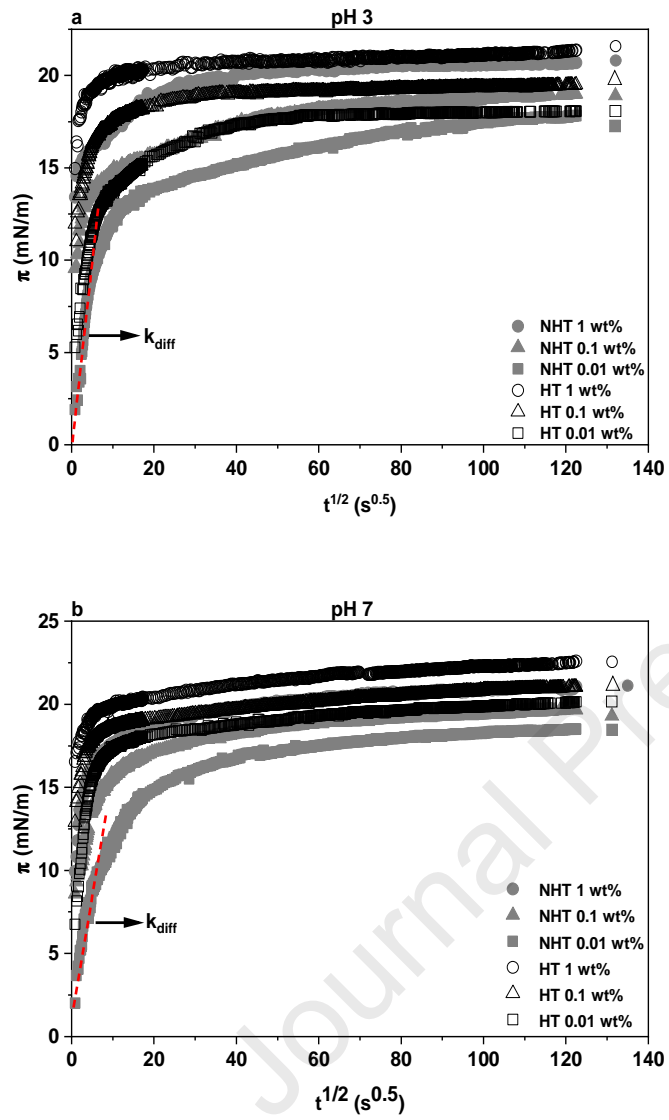 a pH 3
20
15
10
5
0
π (mN/m)
k_diff
NHT 1 wt%
NHT 0.1 wt%
NHT 0.01 wt%
HT 1 wt%
HT 0.1 wt%
HT 0.01 wt%
0 20 40 60 80 100 120 140
t^1/2 (s^0.5)
b pH 7
25
20
15
10
5
0
π (mN/m)
k_diff
NHT 1 wt%
NHT 0.1 wt%
NHT 0.01 wt%
HT 1 wt%
HT 0.1 wt%
HT 0.01 wt%
0 20 40 60 80 100 120 140
t^1/2 (s^0.5)
Journal Pre